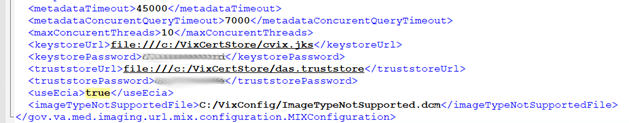 <metadataTimeout>45000</metadataTimeout>
<metadataConcurentQueryTimeout>7000</metadataConcurentQueryTimeout>
<maxConcurentThreads>10</maxConcurentThreads>
<keystoreUrl>file:///c:/VixCertStore/cvix.jks</keystoreUrl>
<keystorePassword></keystorePassword>
<truststoreUrl>file:///c:/VixCertStore/das.truststore</truststoreUrl>
<truststorePassword></truststorePassword>
<useEcia>true</useEcia>
<imageTypeNotSupportedFile>C:/VixConfig/ImageTypeNotSupported.dcm</imageTypeNotSupportedFile>
</gov.va.med.imaging.url.mix.configuration.MIXConfiguration>